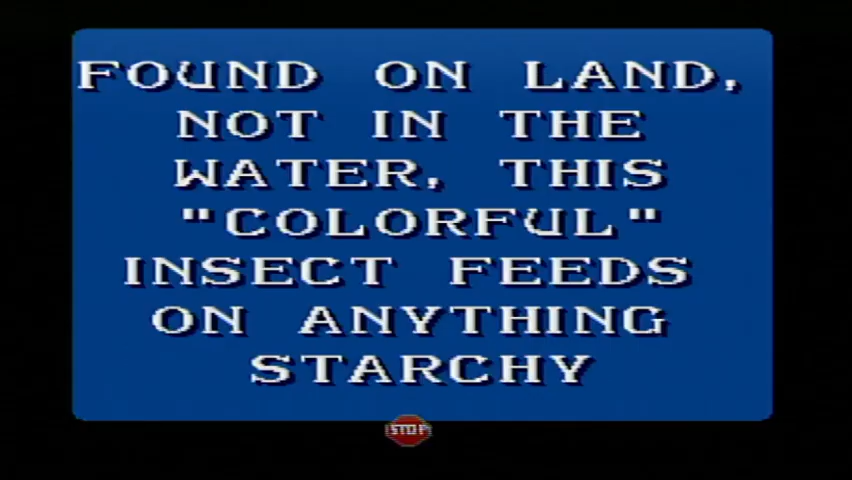 FOUND ON LAND,
NOT IN THE
WATER, THIS
"COLORFUL"
INSECT FEEDS
ON ANYTHING
STARCHY
STOP